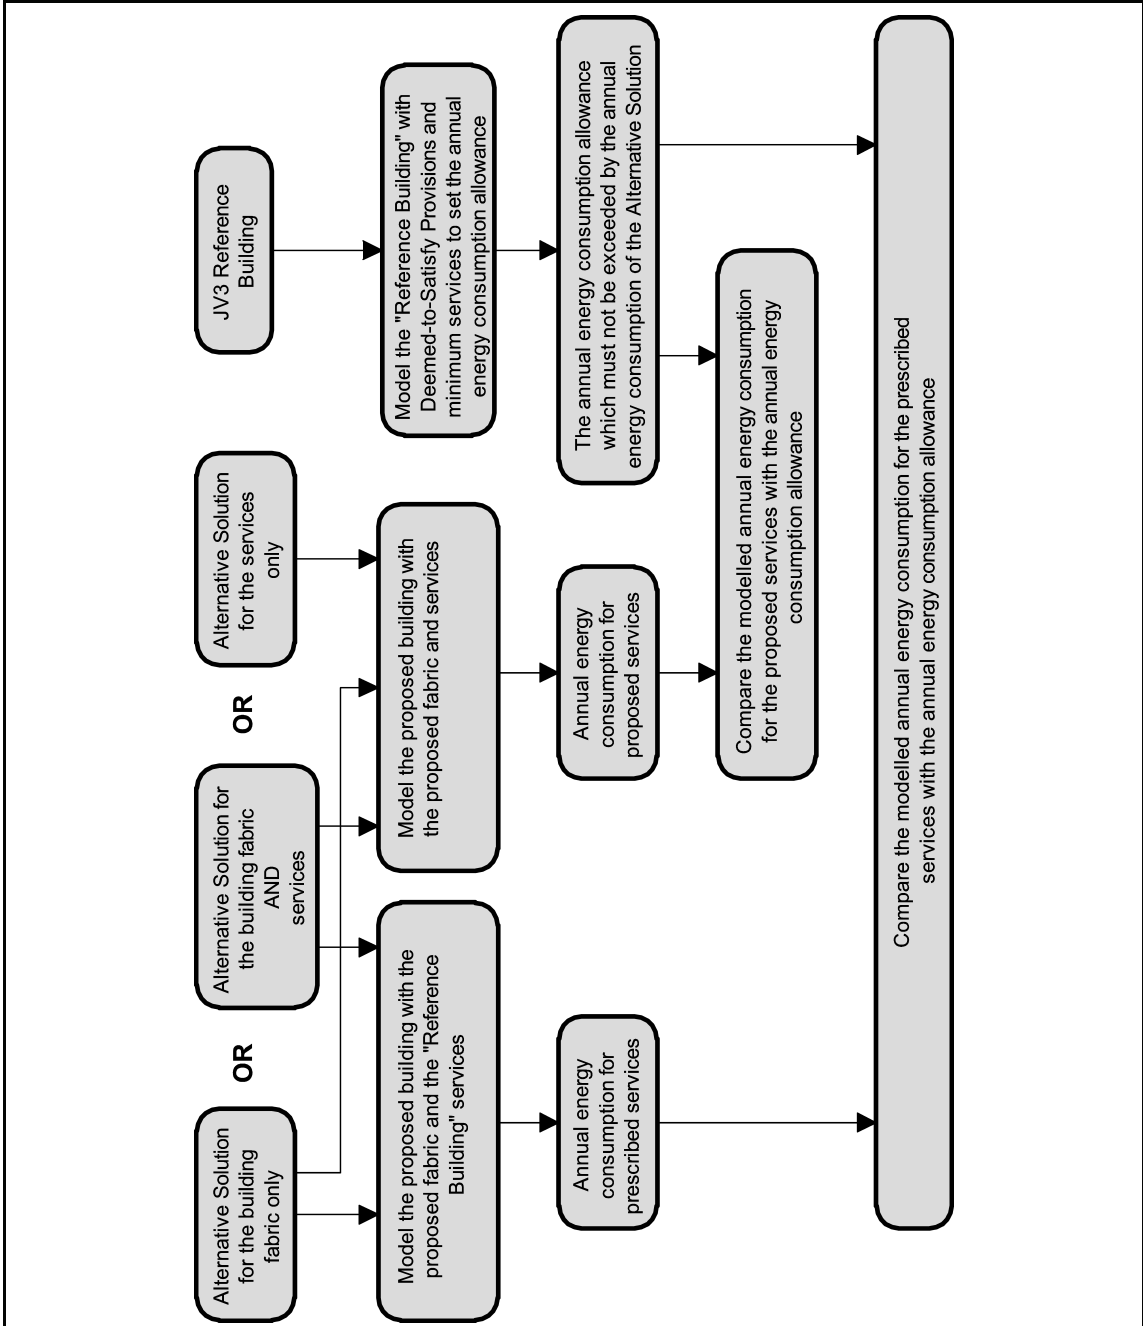 Alternative Solution
for the building
fabric only
OR
Alternative Solution for
the building fabric
AND
services
OR
Alternative Solution
for the services
only
JV3 Reference
Building
Model the proposed building with the
proposed fabric and the "Reference
Building" services
Model the proposed building with
the proposed fabric and services
Model the "Reference Building" with
Deemed-to-Satisfy Provisions and
minimum services to set the annual
energy consumption allowance
Annual energy
consumption for
prescribed services
Annual energy
consumption for
proposed services
The annual energy consumption allowance
which must not be exceeded by the annual
energy consumption of the Alternative Solution
Compare the modelled annual energy consumption
for the proposed services with the annual energy
consumption allowance
Compare the modelled annual energy consumption for the prescribed
services with the annual energy consumption allowance